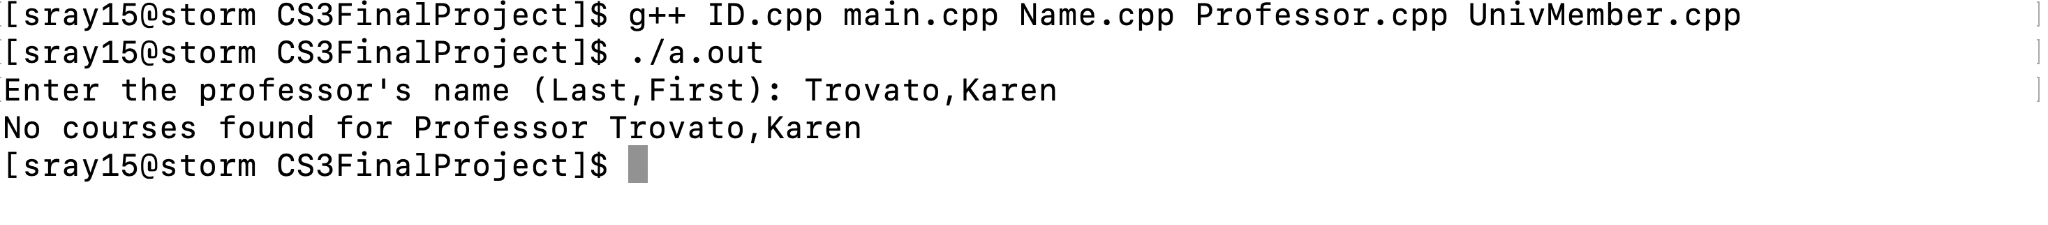 [sray15@storm CS3FinalProject]$ g++ ID.cpp main.cpp Name.cpp Professor.cpp UnivMember.cpp
[sray15@storm CS3FinalProject]$ ./a.out
Enter the professor's name (Last,First): Trovato,Karen
No courses found for Professor Trovato,Karen
[sray15@storm CS3FinalProject]$